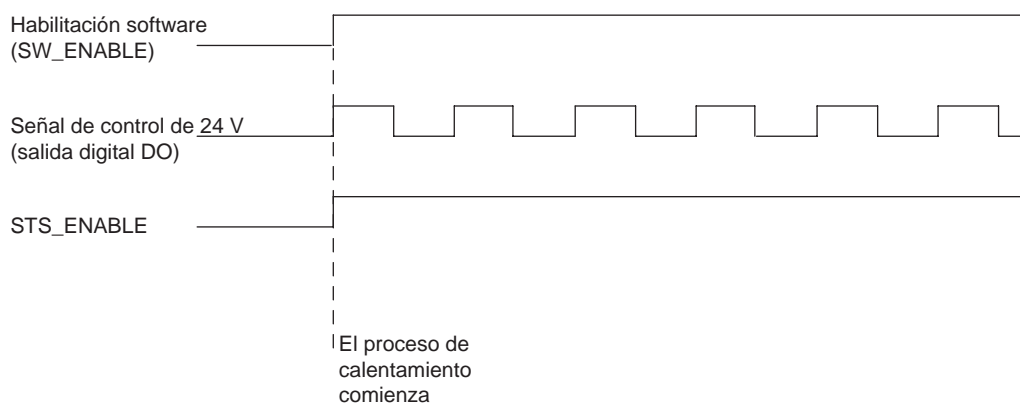 Habilitación software
(SW_ENABLE)
Señal de control de 24 V
(salida digital DO)
STS_ENABLE
El proceso de
calentamiento
comienza